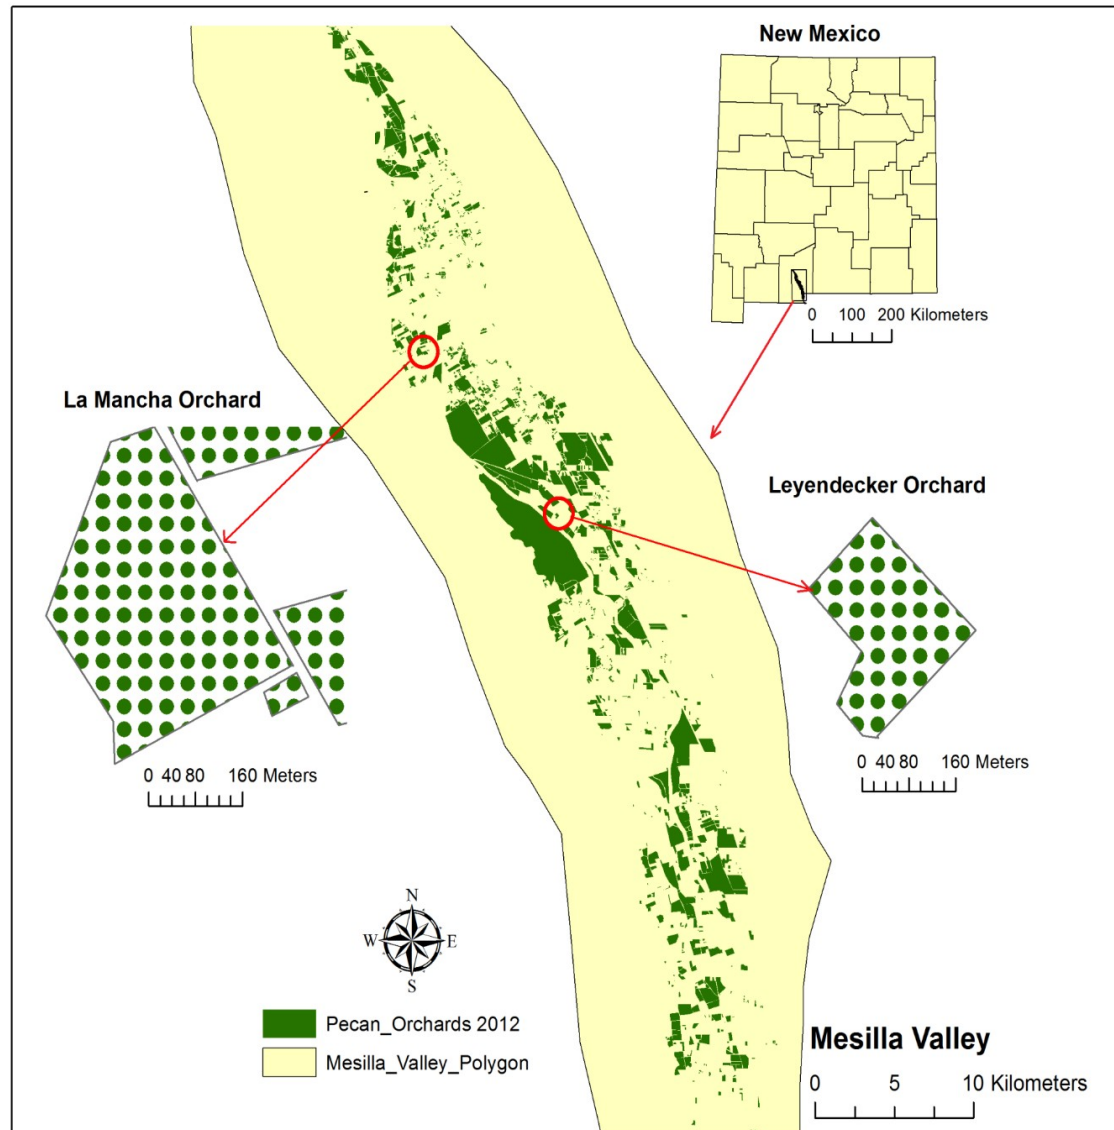 New Mexico
0 100 200 Kilometers
La Mancha Orchard
0 40 80 160 Meters
Leyendecker Orchard
0 40 80 160 Meters
N
W E
S
Pecan_Orchards 2012
Mesilla_Valley_Polygon
Mesilla Valley
0 5 10 Kilometers